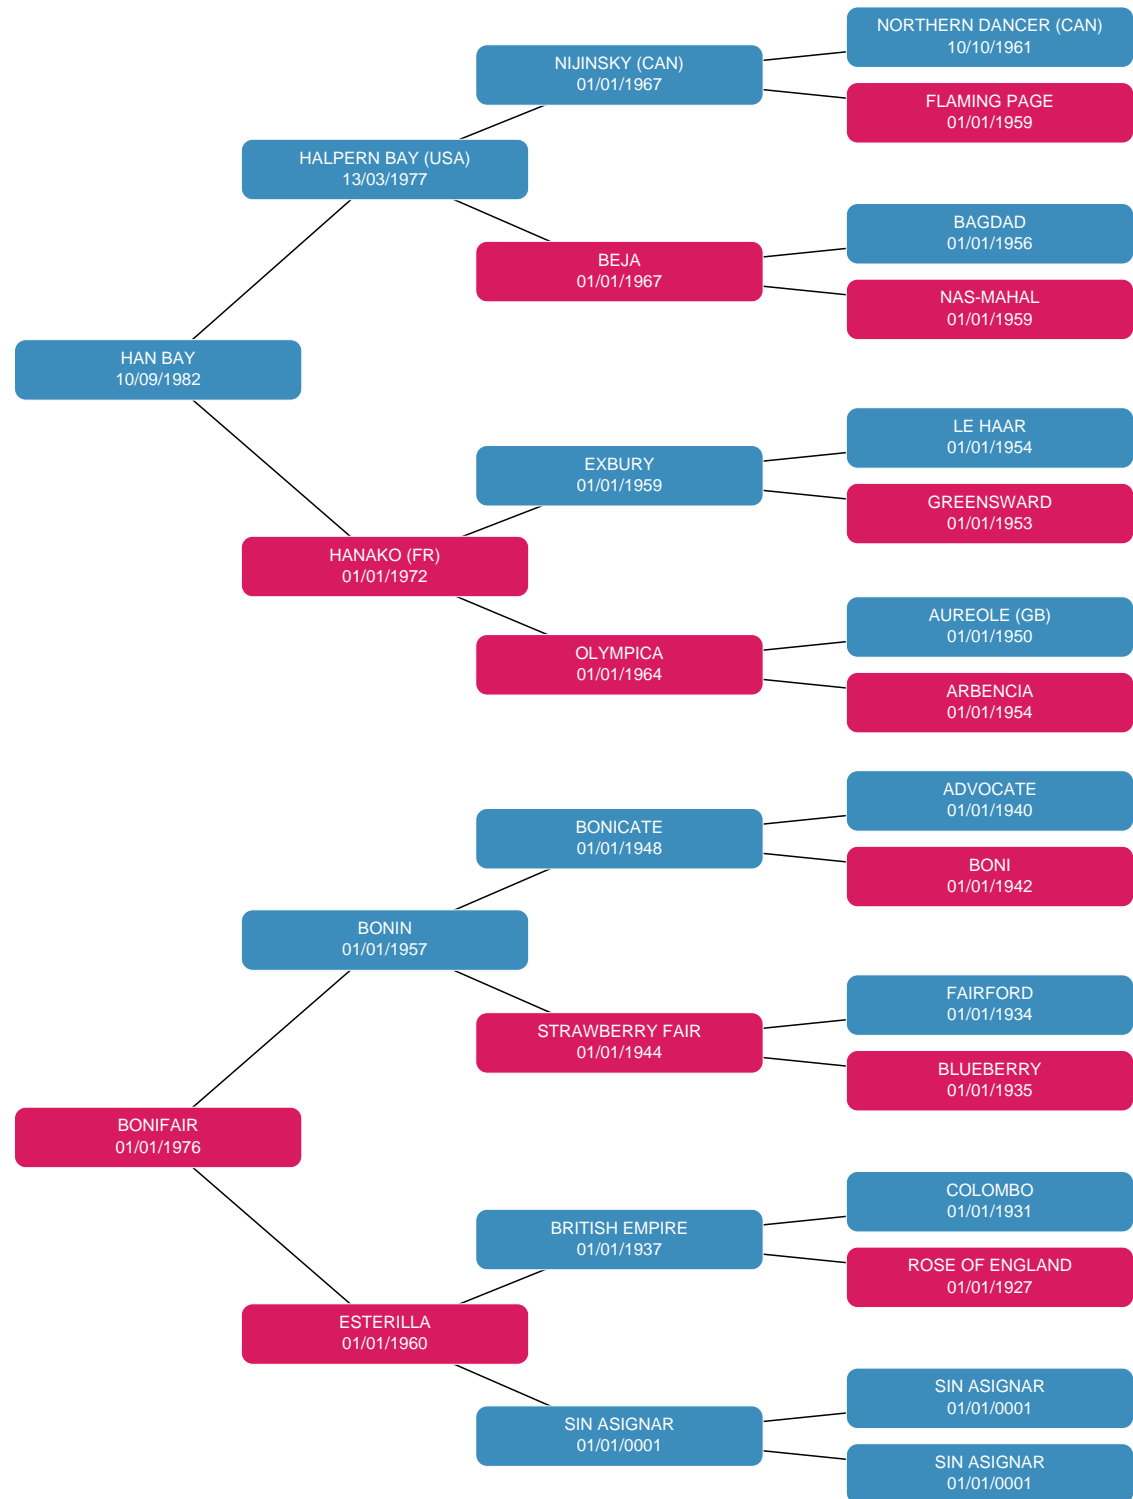 NORTHERN DANCER (CAN)
10/10/1961
NIJINSKY (CAN)
01/01/1967
FLAMING PAGE
01/01/1959
HALPERN BAY (USA)
13/03/1977
BAGDAD
01/01/1956
BEJA
01/01/1967
NAS-MAHAL
01/01/1959
HAN BAY
10/09/1982
LE HAAR
01/01/1954
EXBURY
01/01/1959
GREENSWARD
01/01/1953
HANAKO (FR)
01/01/1972
AUREOLE (GB)
01/01/1950
OLYMPICA
01/01/1964
ARBENCIA
01/01/1954
ADVOCATE
01/01/1940
BONICATE
01/01/1948
BONI
01/01/1942
BONIN
01/01/1957
FAIRFORD
01/01/1934
STRAWBERRY FAIR
01/01/1944
BLUEBERRY
01/01/1935
BONIFAIR
01/01/1976
COLOMBO
01/01/1931
BRITISH EMPIRE
01/01/1937
ROSE OF ENGLAND
01/01/1927
ESTERILLA
01/01/1960
SIN ASIGNAR
01/01/0001
SIN ASIGNAR
01/01/0001
SIN ASIGNAR
01/01/0001